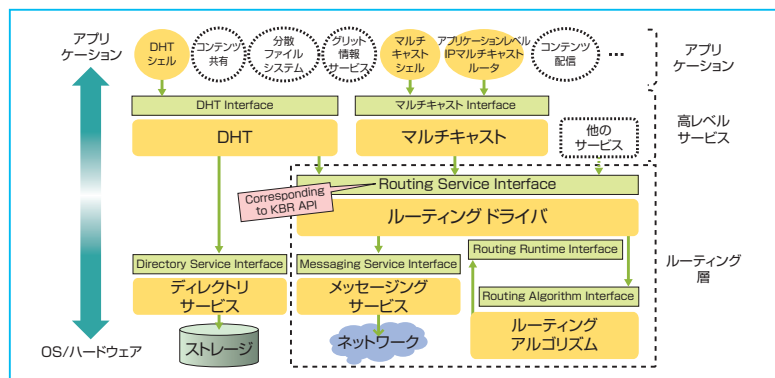 アプリ
ケーション
DHT
シェル
コンテンツ
共有
分散
ファイル
システム
グリット
情報
サービス
マルチ
キャスト
シェル
アプリケーションレベル
IPマルチキャスト
ルータ
コンテンツ
配信
…
アプリ
ケーション
DHT Interface
マルチキャスト Interface
DHT
マルチキャスト
他の
サービス
高レベル
サービス
Corresponding
to KBR API
Routing Service Interface
ルーティング ドライバ
Routing Runtime Interface
Directory Service Interface
Messaging Service Interface
ルーティング
層
ディレクトリ
サービス
メッセージング
サービス
Routing Algorithm Interface
ルーティング
アルゴリズム
ストレージ
ネットワーク
OS/ハードウェア